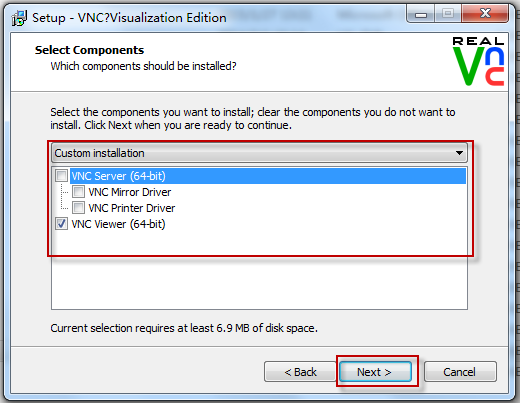 Setup - VNC?Visualization Edition
Select Components
Which components should be installed?
REAL
VNC
Select the components you want to install; clear the components you do not want to
install. Click Next when you are ready to continue.
Custom installation
VNC Server (64-bit)
VNC Mirror Driver
VNC Printer Driver
VNC Viewer (64-bit)
Current selection requires at least 6.9 MB of disk space.
< Back
Next >
Cancel